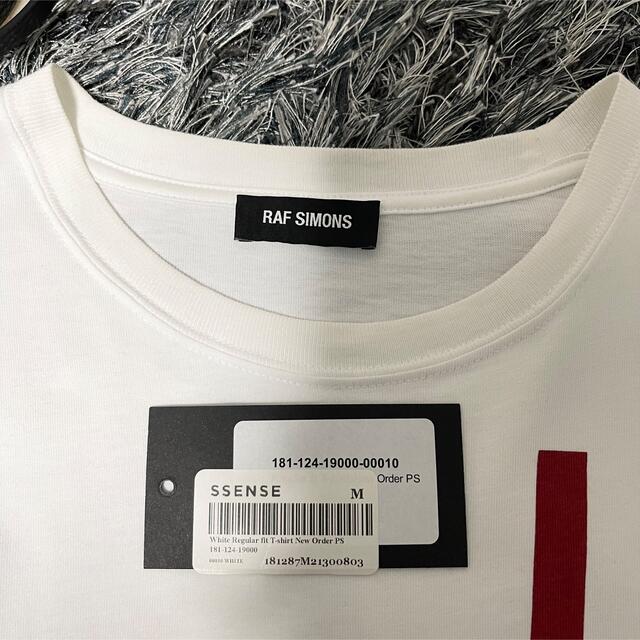 RAF SIMONS
181-124-19000-00010
Order PS
SSENSE M
White Regular fit T-shirt New Order PS
181-124-19000
00010 WHITE 181287M21300803